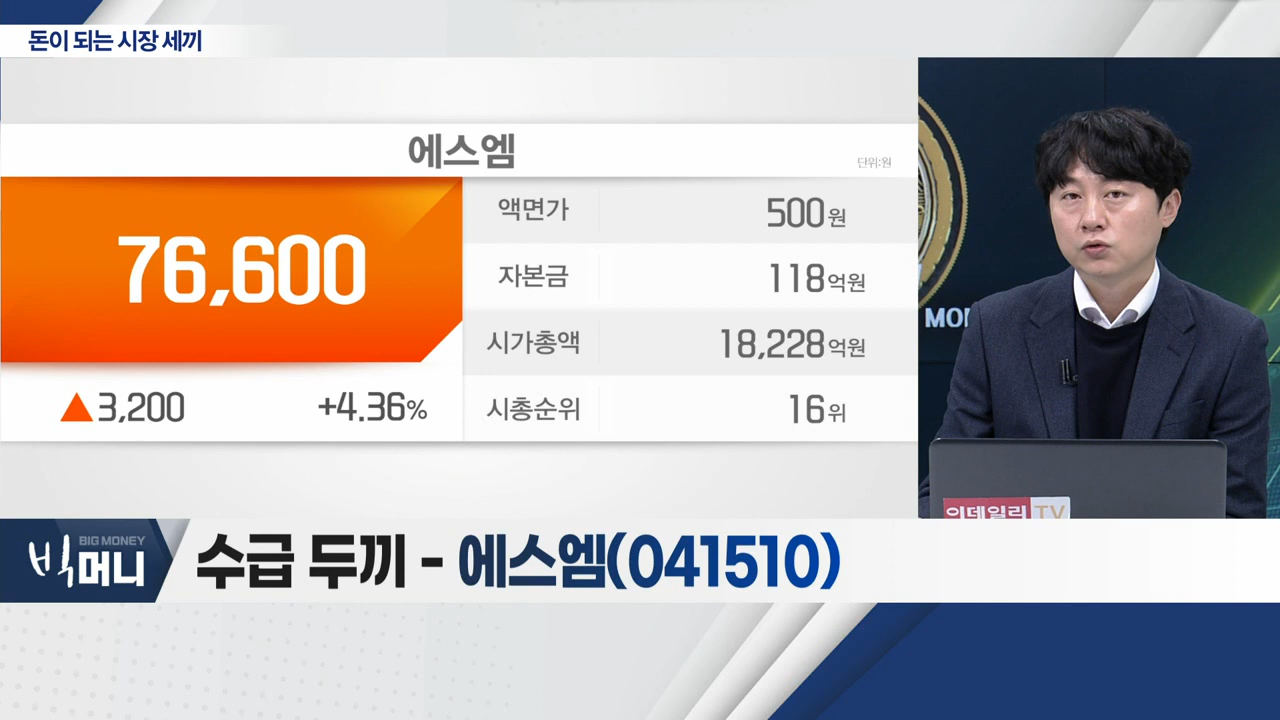 돈이 되는 시장 세끼
에스엠
단위:원
76,600
▲3,200 +4.36%
액면가 500원
자본금 118억원
시가총액 18,228억원
시총순위 16위
이데일리TV
BIG MONEY
빅머니
수급 두끼 - 에스엠(041510)